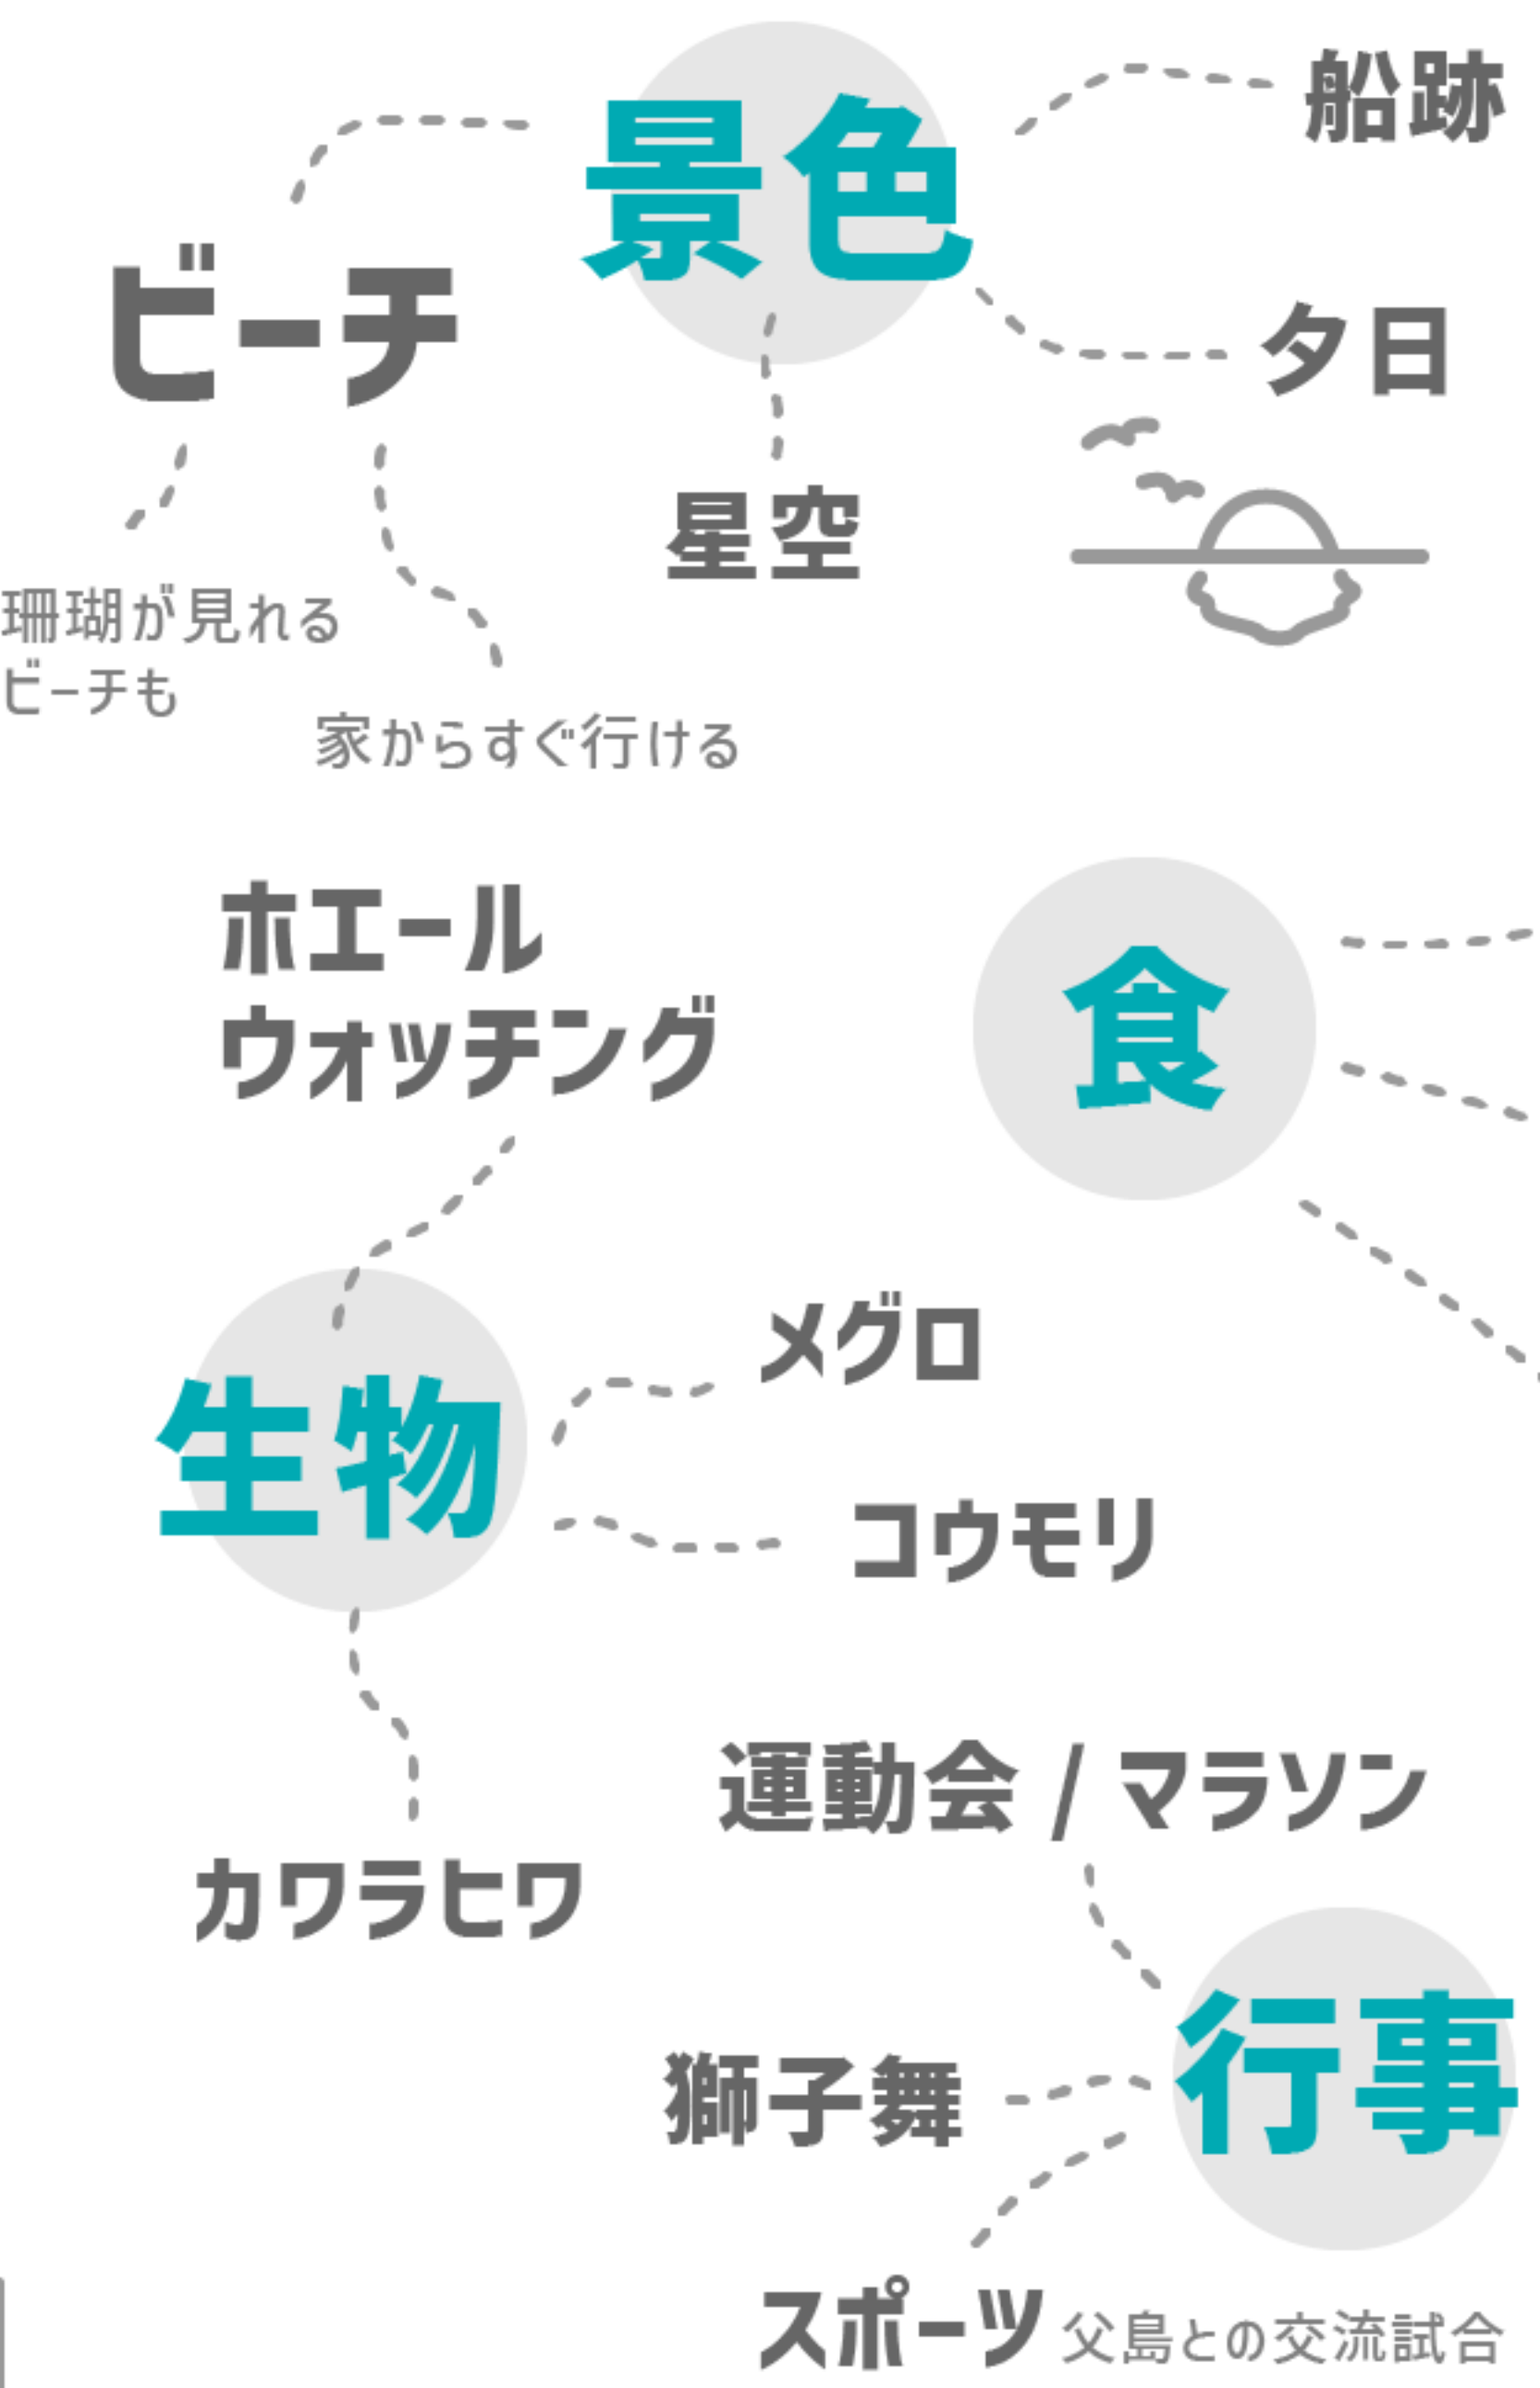 景色
船跡
ビーチ
夕日
星空
珊瑚が見れる
ビーチも
家からすぐ行ける
ホエール
ウォッチング
食
メグロ
生物
コウモリ
運動会 / マラソン
カワラヒワ
行事
獅子舞
スポーツ 父島との交流試合